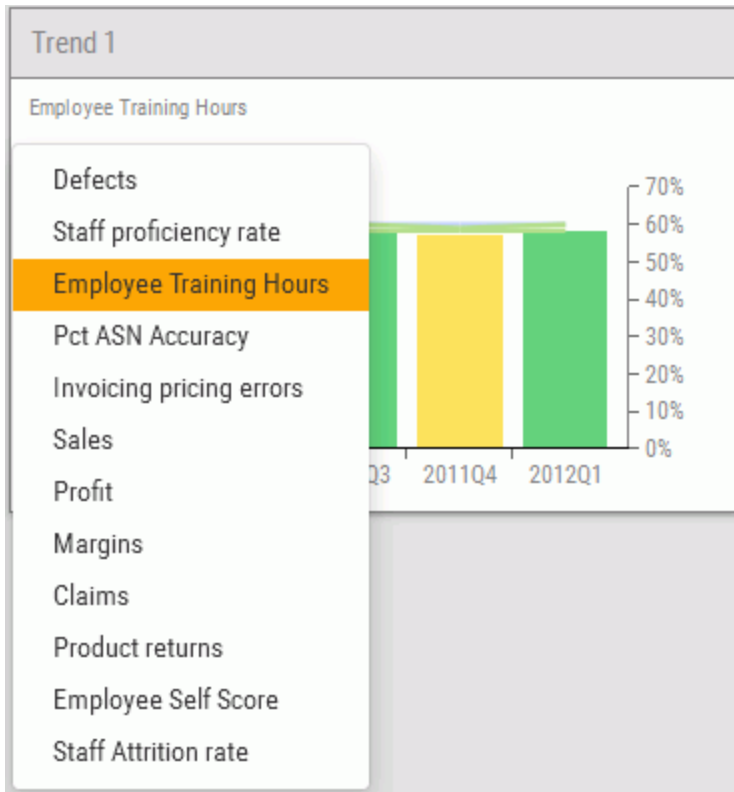 Trend 1
Employee Training Hours
Defects
Staff proficiency rate
Employee Training Hours
Pct ASN Accuracy
Invoicing pricing errors
Sales
Profit
Margins
Claims
Product returns
Employee Self Score
Staff Attrition rate
70%
60%
50%
40%
30%
20%
10%
0%
Q3 2011Q4 2012Q1